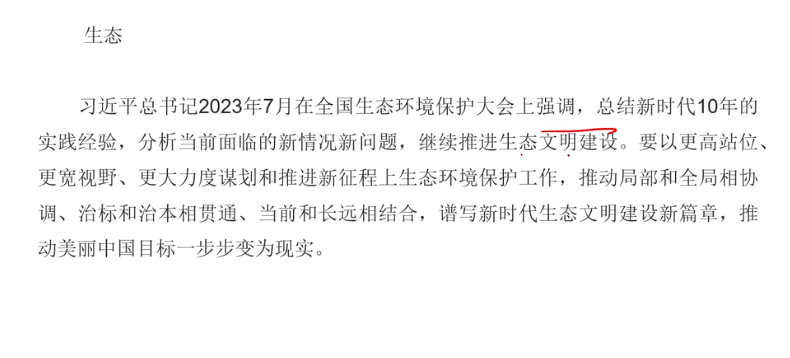 生态
习近平总书记2023年7月在全国生态环境保护大会上强调，总结新时代10年的
实践经验，分析当前面临的新情况新问题，继续推进生态文明建设。要以更高站位、
更宽视野、更大力度谋划和推进新征程上生态环境保护工作，推动局部和全局相协
调、治标和治本相贯通、当前和长远相结合，谱写新时代生态文明建设新篇章，推
动美丽中国目标一步步变为现实。